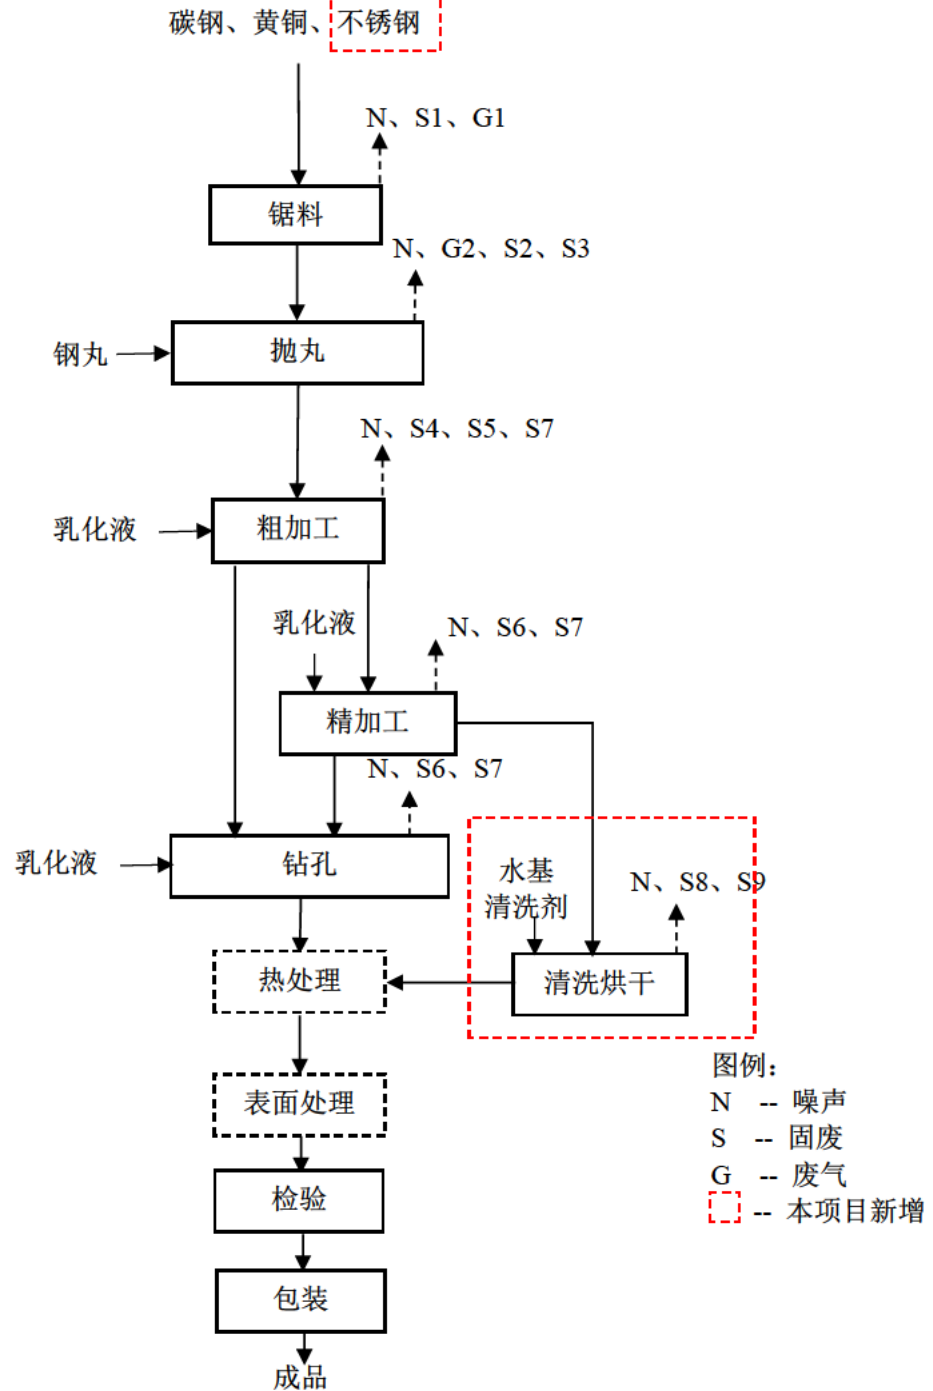 碳钢、黄铜、不锈钢
N、S1、G1
锯料
N、G2、S2、S3
钢丸
抛丸
N、S4、S5、S7
乳化液
粗加工
乳化液
N、S6、S7
精加工
N、S6、S7
乳化液
钻孔
水基
清洗剂
N、S8、S9
热处理
清洗烘干
表面处理
检验
包装
成品
图例：
N -- 噪声
S -- 固废
G -- 废气
-- 本项目新增